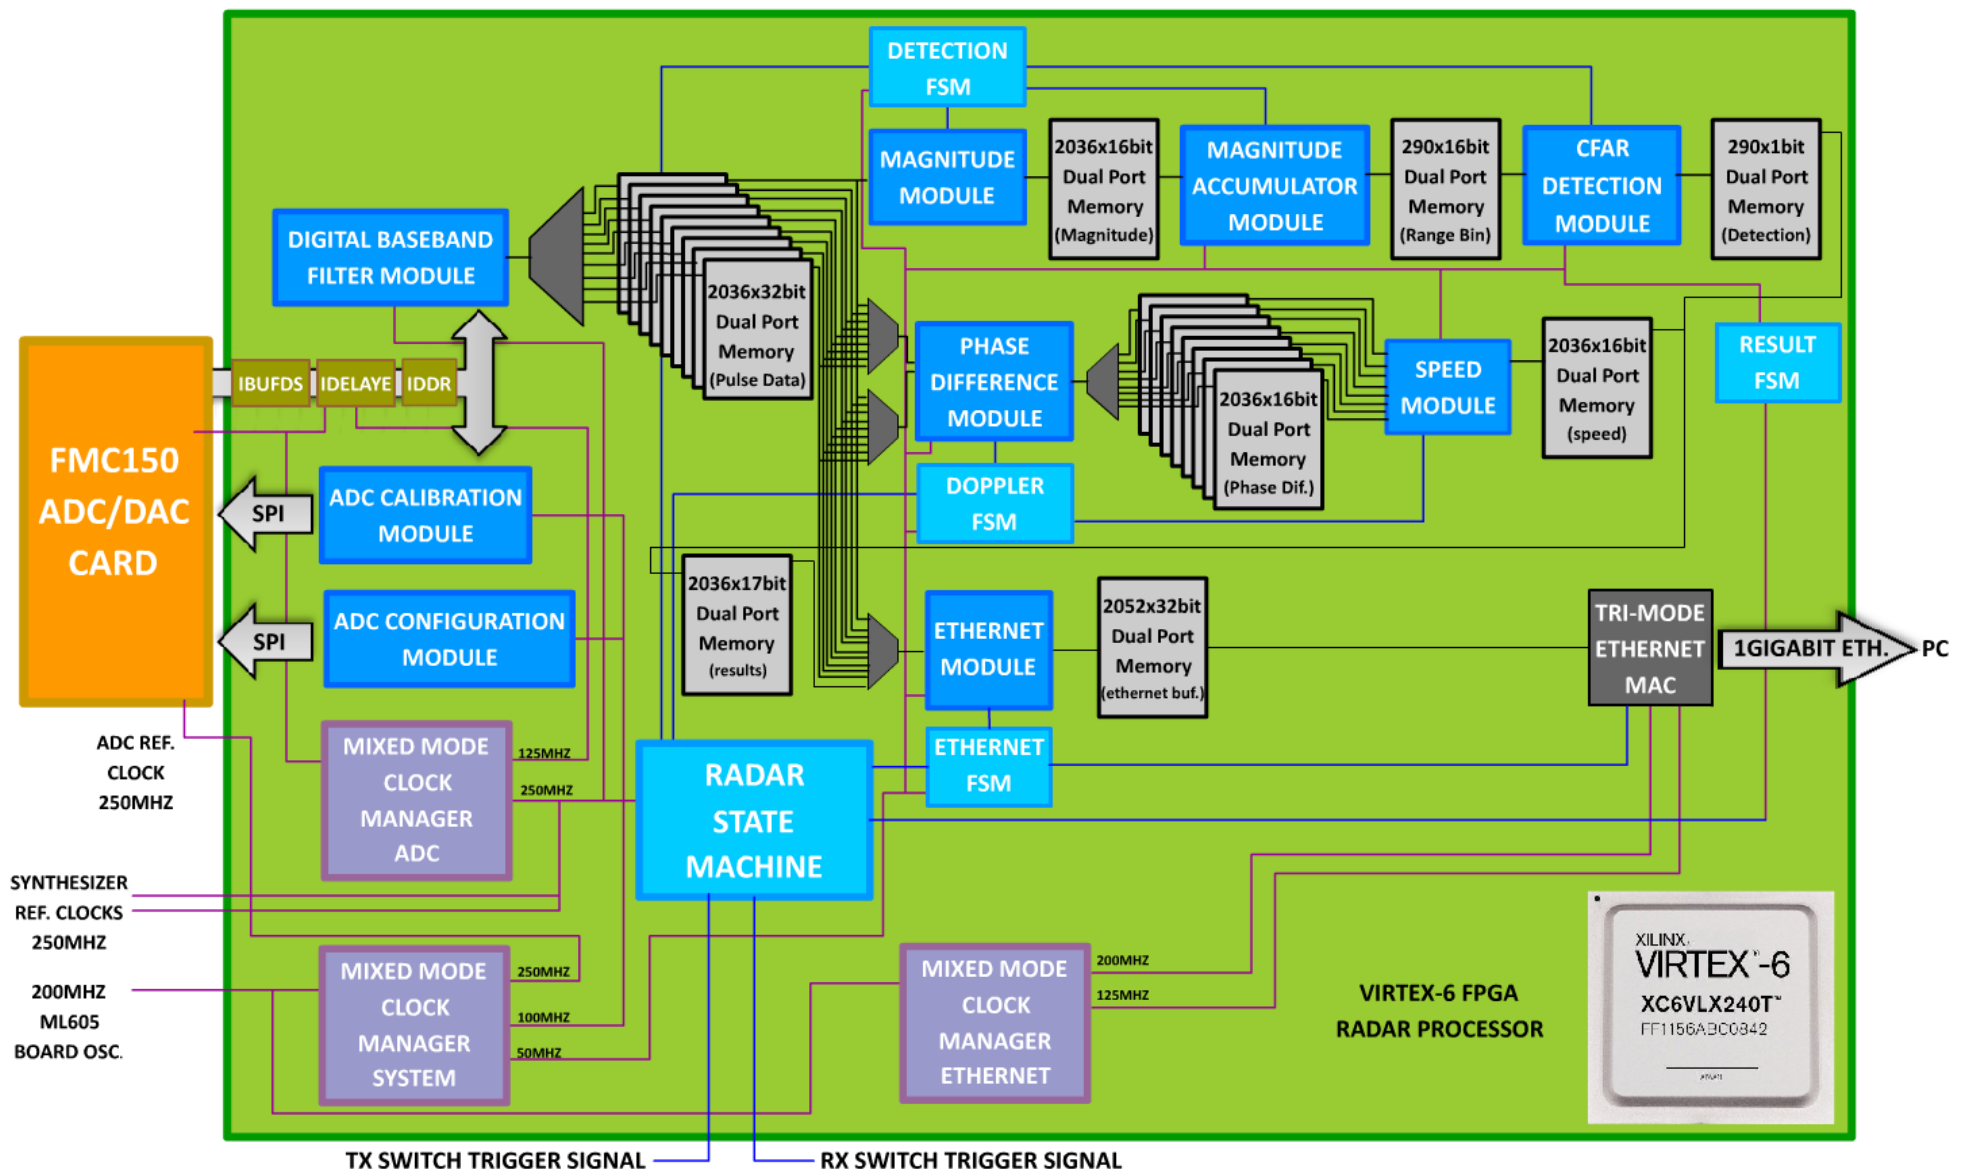 DETECTION
FSM
MAGNITUDE
MODULE
2036x16bit
Dual Port
Memory
(Magnitude)
MAGNITUDE
ACCUMULATOR
MODULE
290x16bit
Dual Port
Memory
(Range Bin)
CFAR
DETECTION
MODULE
290x1bit
Dual Port
Memory
(Detection)
DIGITAL BASEBAND
FILTER MODULE
2036x32bit
Dual Port
Memory
(Pulse Data)
PHASE
DIFFERENCE
MODULE
2036x16bit
Dual Port
Memory
(Phase Dif.)
SPEED
MODULE
2036x16bit
Dual Port
Memory
(speed)
RESULT
FSM
IBUFDS
IDELAYE
IDDR
FMC150
ADC/DAC
CARD
SPI
ADC CALIBRATION
MODULE
DOPPLER
FSM
SPI
ADC CONFIGURATION
MODULE
2036x17bit
Dual Port
Memory
(results)
ETHERNET
MODULE
2052x32bit
Dual Port
Memory
(ethernet buf.)
TRI-MODE
ETHERNET
MAC
1GIGABIT ETH.
PC
ADC REF.
CLOCK
250MHZ
MIXED MODE
CLOCK
MANAGER
ADC
125MHZ
250MHZ
RADAR
STATE
MACHINE
ETHERNET
FSM
SYNTHESIZER
REF. CLOCKS
250MHZ
200MHZ
ML605
BOARD OSC.
MIXED MODE
CLOCK
MANAGER
SYSTEM
250MHZ
100MHZ
50MHZ
MIXED MODE
CLOCK
MANAGER
ETHERNET
200MHZ
125MHZ
VIRTEX-6 FPGA
RADAR PROCESSOR
XILINX
VIRTEX™-6
XC6VLX240T™
FF1156ABC0842
TX SWITCH TRIGGER SIGNAL
RX SWITCH TRIGGER SIGNAL